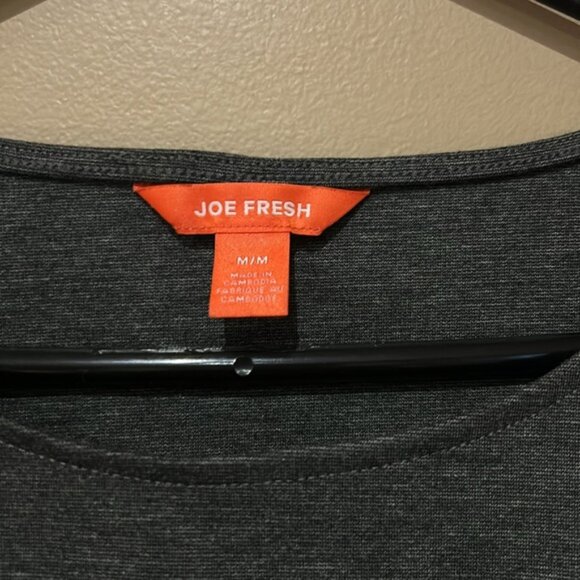 JOE FRESH
M/M
MADE IN
CAMBODIA
FABRIQUÉ AU
CAMBODGE